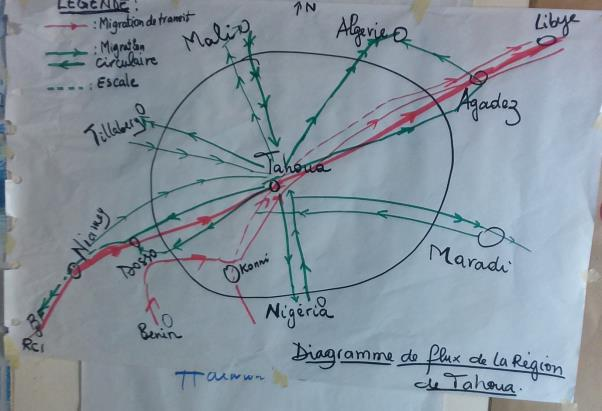 LEGENDE:
: Migration de transit
: Migration
circulaire
: Escale
↑N
Mali
Algerie
Libye
Agadez
Tillabery
Tahoua
Niamey
Dosso
Konni
Maradi
RCI
Benin
Nigéria
Diagramme de flux de la Région
de Tahoua.